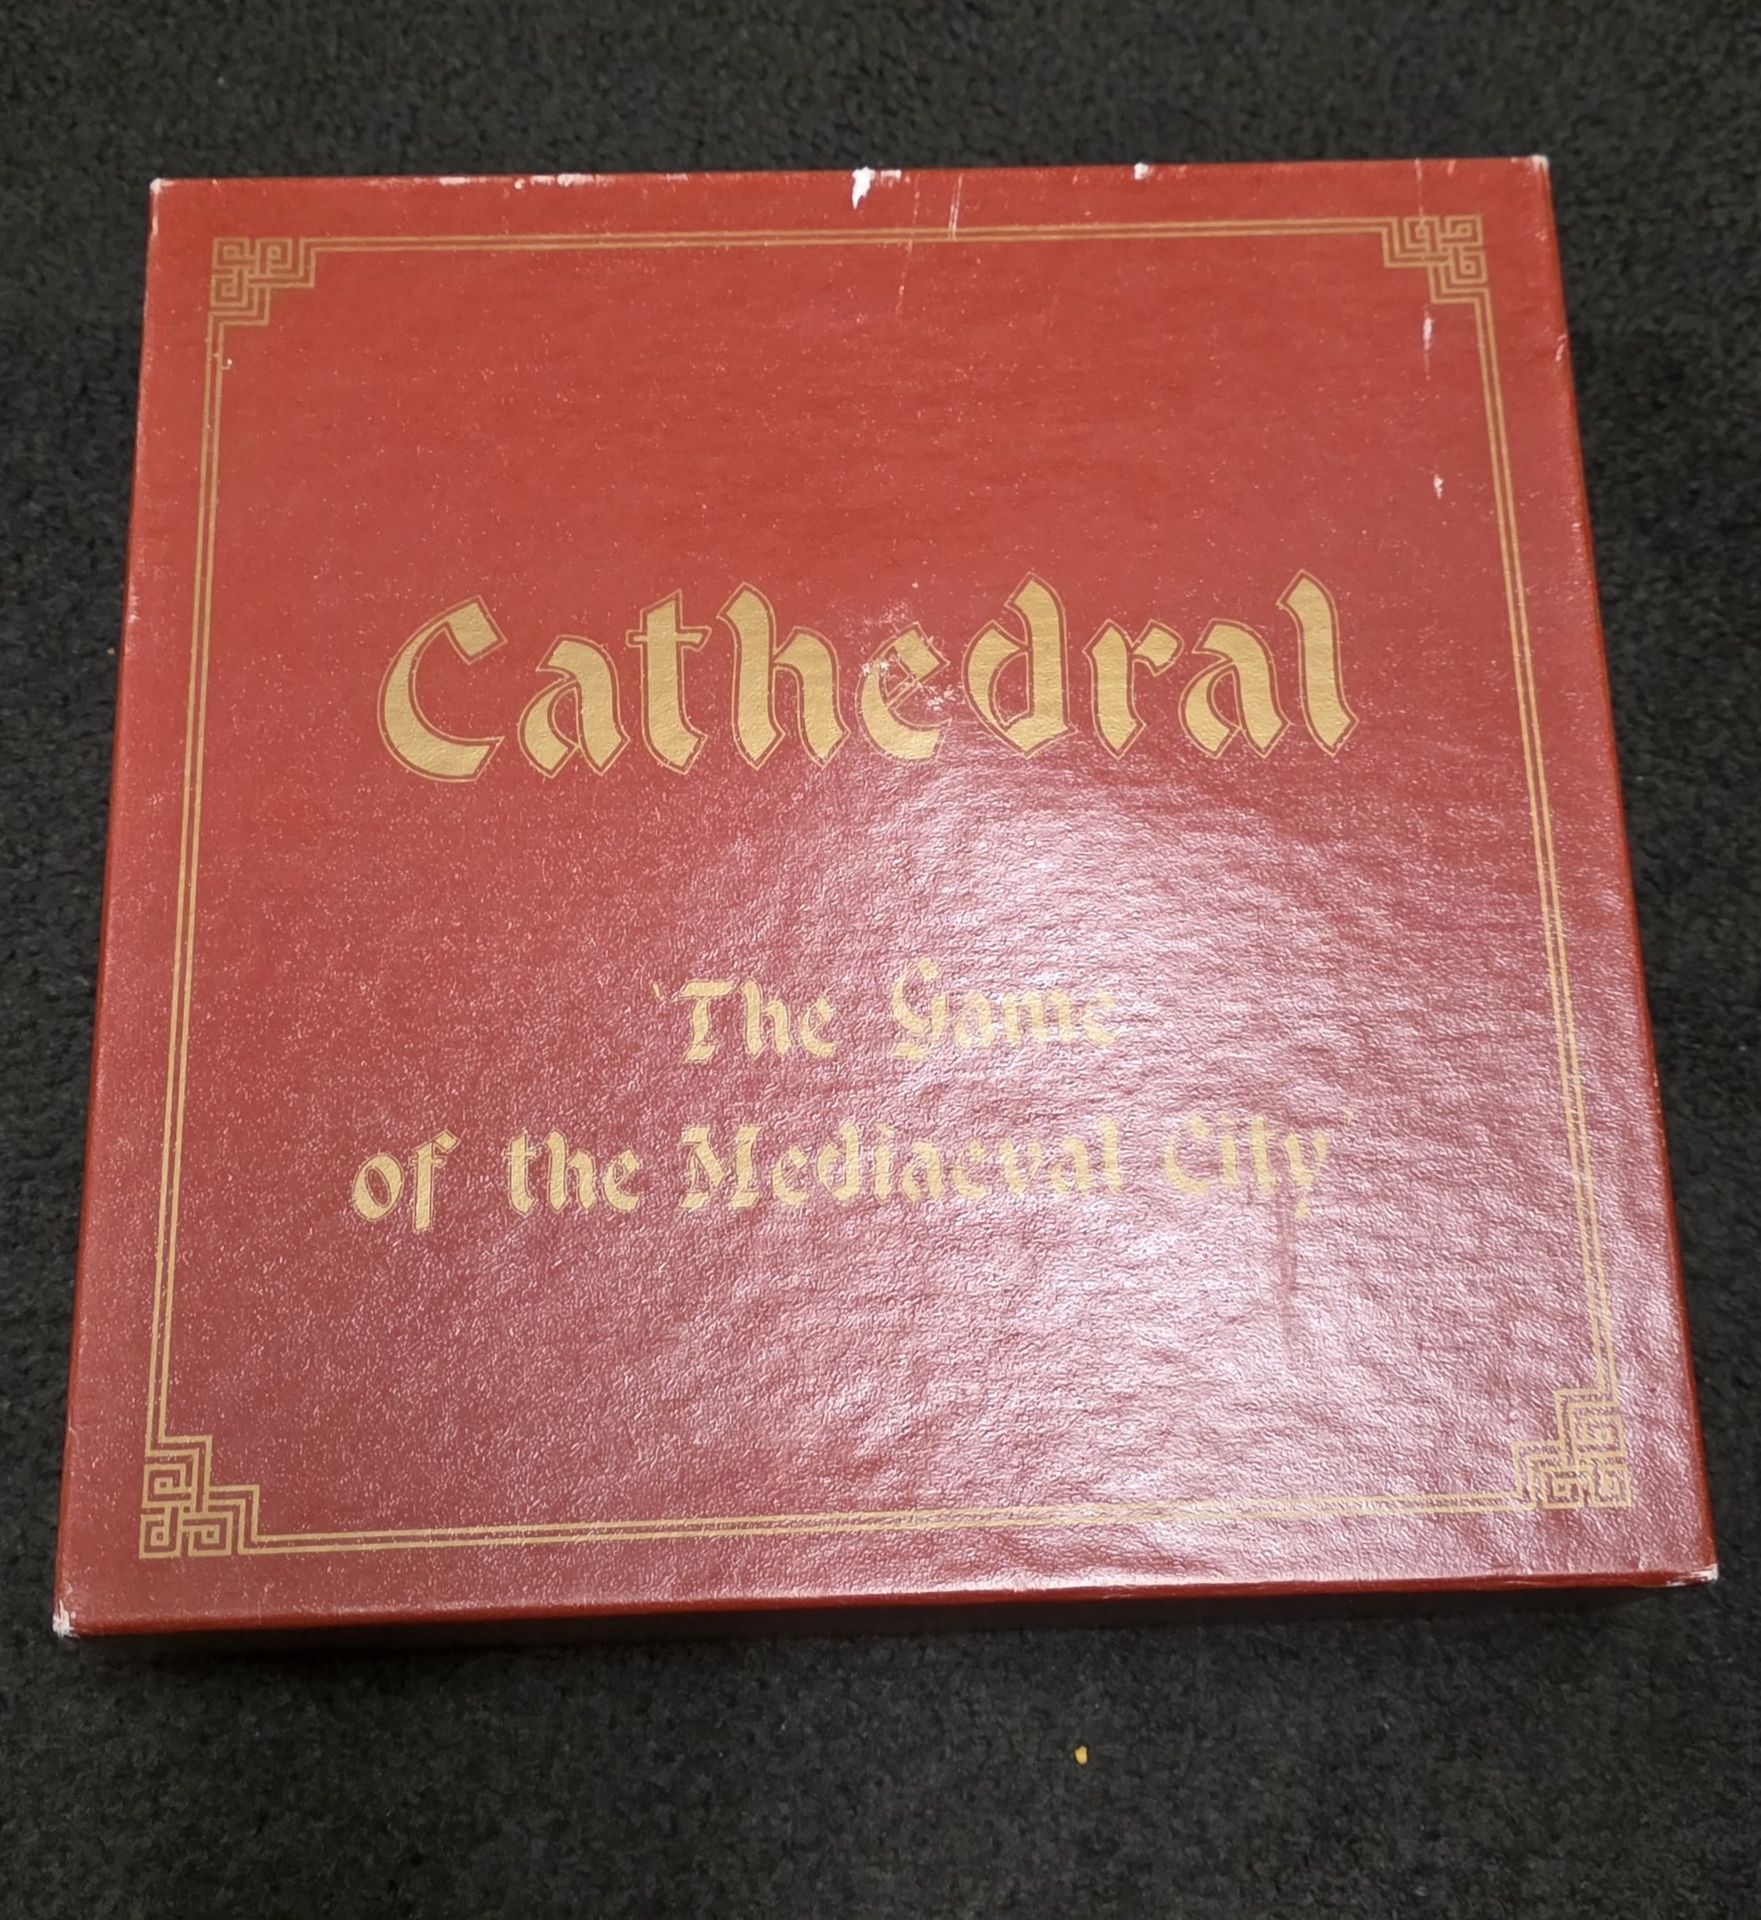 Cathedral
'The Game
of the Mediaeval City'